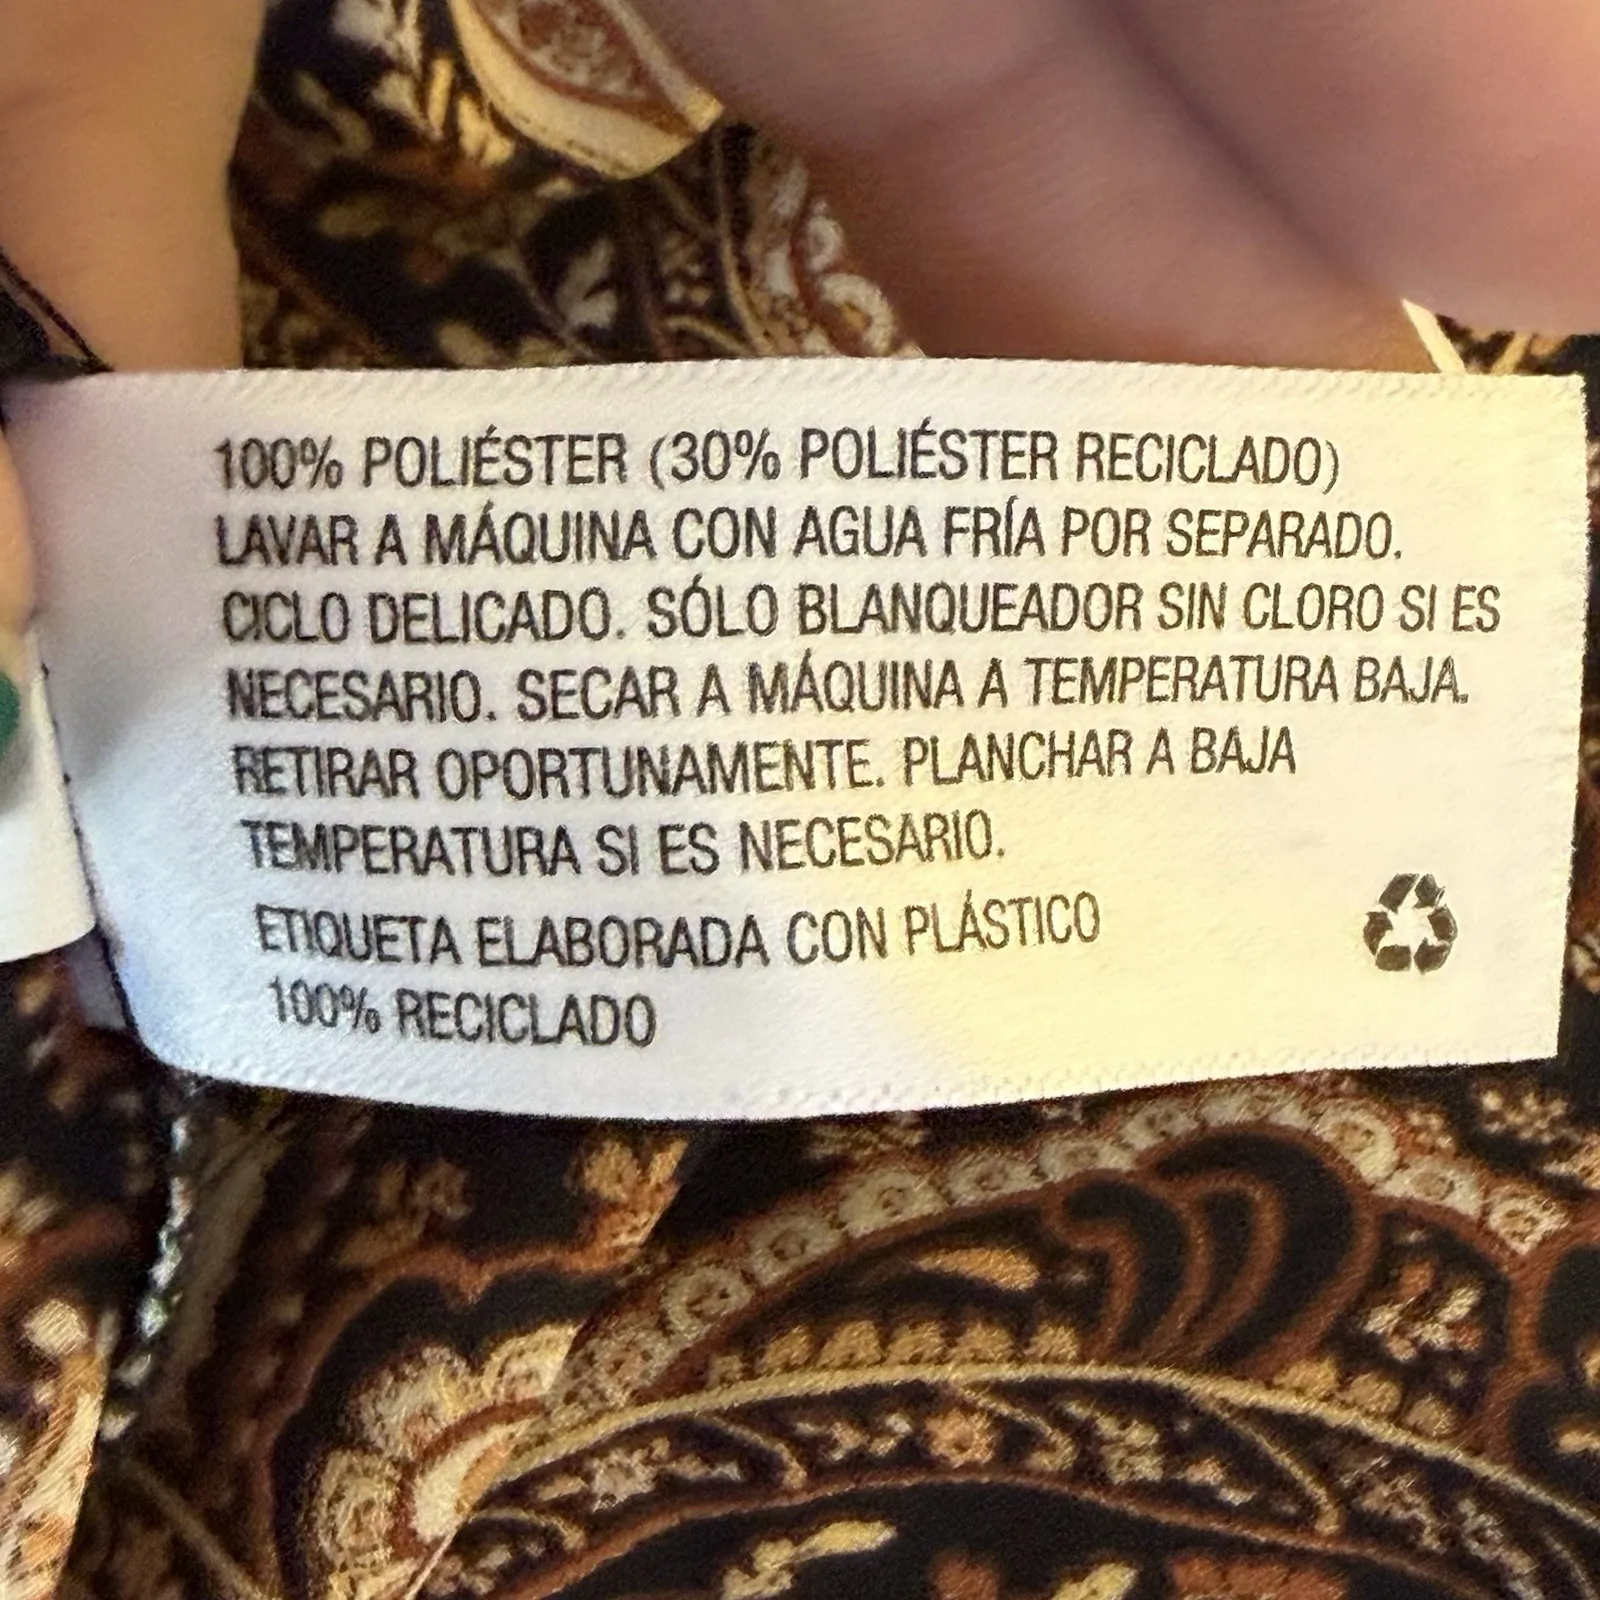 100% POLIÉSTER (30% POLIÉSTER RECICLADO)
LAVAR A MÁQUINA CON AGUA FRÍA POR SEPARADO.
CICLO DELICADO. SÓLO BLANQUEADOR SIN CLORO SI ES
NECESARIO. SECAR A MÁQUINA A TEMPERATURA BAJA.
RETIRAR OPORTUNAMENTE. PLANCHAR A BAJA
TEMPERATURA SI ES NECESARIO.
ETIQUETA ELABORADA CON PLÁSTICO
100% RECICLADO